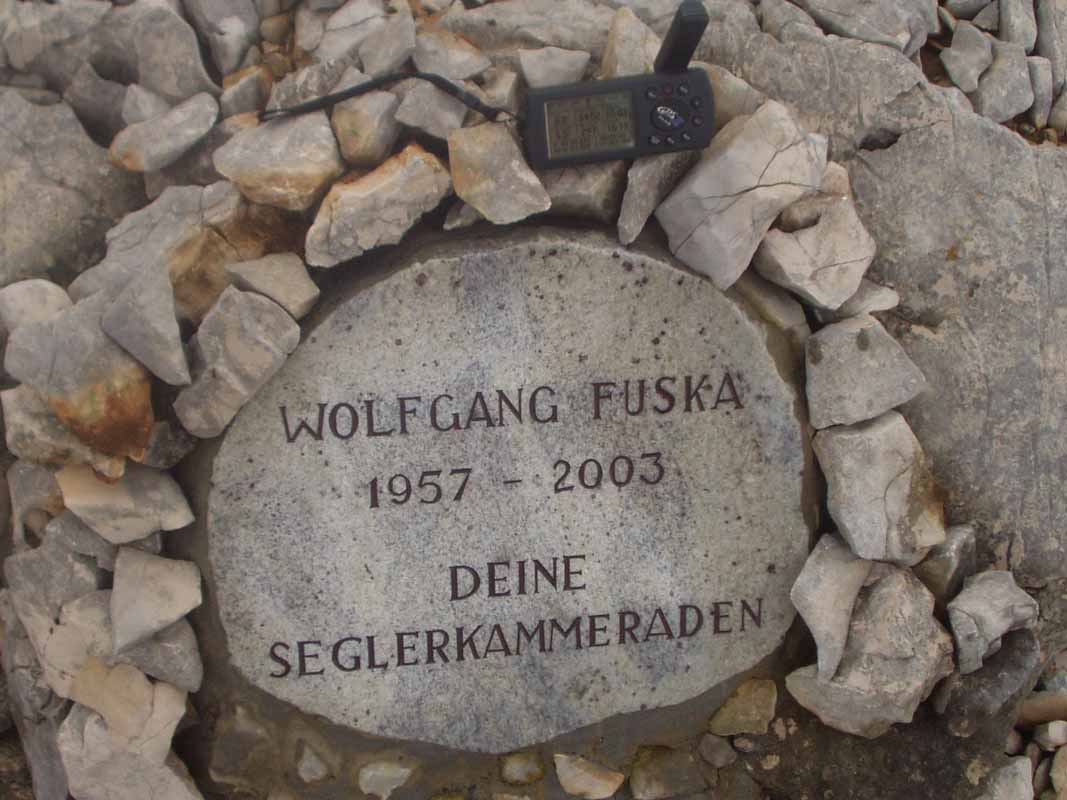 WOLFGANG FUSKA
1957 - 2003
DEINE
SEGLERKAMMERADEN